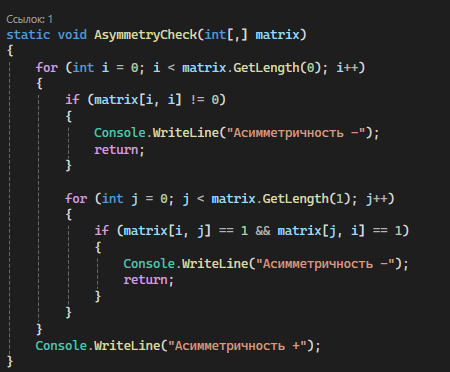 Ссылок: 1
static void AsymmetryCheck(int[,] matrix)
{
    for (int i = 0; i < matrix.GetLength(0); i++)
    {
        if (matrix[i, i] != 0)
        {
            Console.WriteLine("Асимметричность -");
            return;
        }

        for (int j = 0; j < matrix.GetLength(1); j++)
        {
            if (matrix[i, j] == 1 && matrix[j, i] == 1)
            {
                Console.WriteLine("Асимметричность -");
                return;
            }
        }
    }
    Console.WriteLine("Асимметричность +");
}